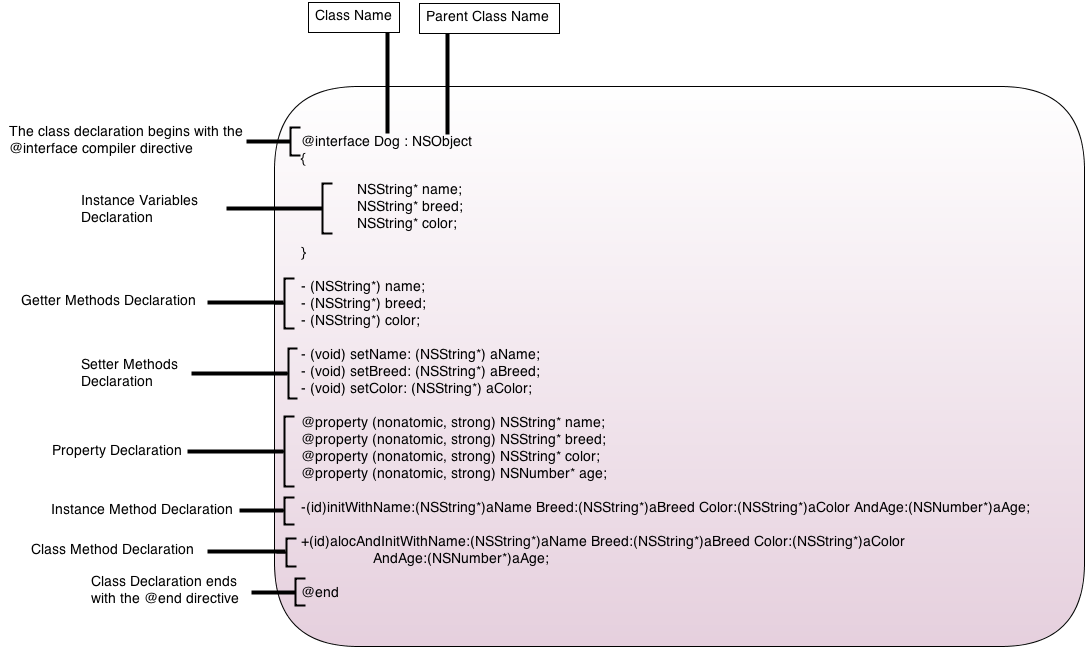 Class Name
Parent Class Name
The class declaration begins with the
@interface compiler directive
@interface Dog : NSObject
{
Instance Variables
Declaration
NSString* name;
NSString* breed;
NSString* color;
}
Getter Methods Declaration
- (NSString*) name;
- (NSString*) breed;
- (NSString*) color;
Setter Methods
Declaration
- (void) setName: (NSString*) aName;
- (void) setBreed: (NSString*) aBreed;
- (void) setColor: (NSString*) aColor;
Property Declaration
@property (nonatomic, strong) NSString* name;
@property (nonatomic, strong) NSString* breed;
@property (nonatomic, strong) NSString* color;
@property (nonatomic, strong) NSNumber* age;
Instance Method Declaration
-(id)initWithName:(NSString*)aName Breed:(NSString*)aBreed Color:(NSString*)aColor AndAge:(NSNumber*)aAge;
Class Method Declaration
+(id)alocAndInitWithName:(NSString*)aName Breed:(NSString*)aBreed Color:(NSString*)aColor
AndAge:(NSNumber*)aAge;
Class Declaration ends
with the @end directive
@end